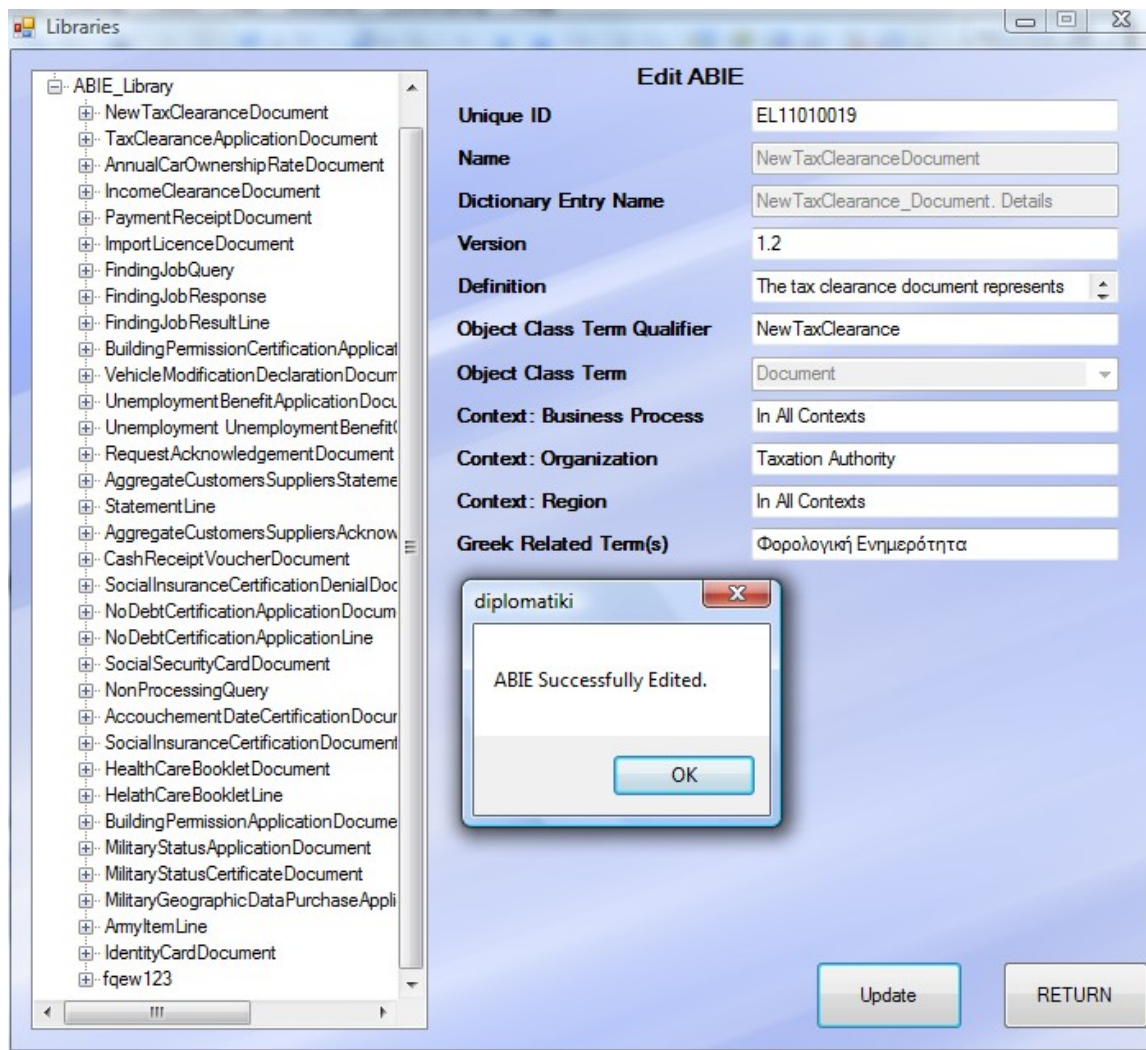 Libraries
ABIE_Library
NewTaxClearanceDocument
TaxClearanceApplicationDocument
AnnualCarOwnershipRateDocument
IncomeClearanceDocument
PaymentReceiptDocument
ImportLicenceDocument
FindingJobQuery
FindingJobResponse
FindingJobResultLine
BuildingPermissionCertificationApplicat
VehicleModificationDeclarationDocum
UnemploymentBenefitApplicationDocu
Unemployment UnemploymentBenefit
RequestAcknowledgementDocument
AggregateCustomersSuppliersStateme
StatementLine
AggregateCustomersSuppliersAcknow
CashReceiptVoucherDocument
SocialInsuranceCertificationDenialDoc
NoDebtCertificationApplicationDocum
NoDebtCertificationApplicationLine
SocialSecurityCardDocument
NonProcessingQuery
AccouchementDateCertificationDocur
SocialInsuranceCertificationDocument
HealthCareBookletDocument
HelathCareBookletLine
BuildingPermissionApplicationDocume
MilitaryStatusApplicationDocument
MilitaryStatusCertificateDocument
MilitaryGeographicDataPurchaseAppli
ArmyItemLine
IdentityCardDocument
fqew123
Edit ABIE
Unique ID EL11010019
Name NewTaxClearanceDocument
Dictionary Entry Name NewTaxClearance_Document. Details
Version 1.2
Definition The tax clearance document represents
Object Class Term Qualifier NewTaxClearance
Object Class Term Document
Context: Business Process In All Contexts
Context: Organization Taxation Authority
Context: Region In All Contexts
Greek Related Term(s) Φορολογική Ενημερότητα
diplomatiki
ABIE Successfully Edited.
OK
Update RETURN